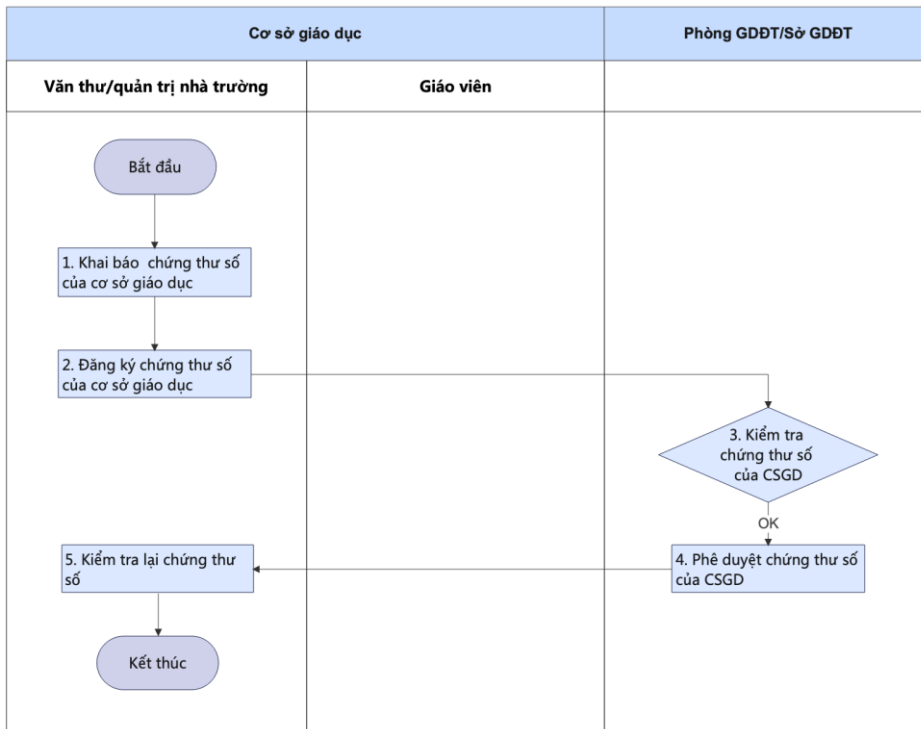 Cơ sở giáo dục
Phòng GDĐT/Sở GDĐT
Văn thư/quản trị nhà trường
Giáo viên
Bắt đầu
1. Khai báo chứng thư số
của cơ sở giáo dục
2. Đăng ký chứng thư số
của cơ sở giáo dục
3. Kiểm tra
chứng thư số
của CSGD
OK
4. Phê duyệt chứng thư số
của CSGD
5. Kiểm tra lại chứng thư
số
Kết thúc